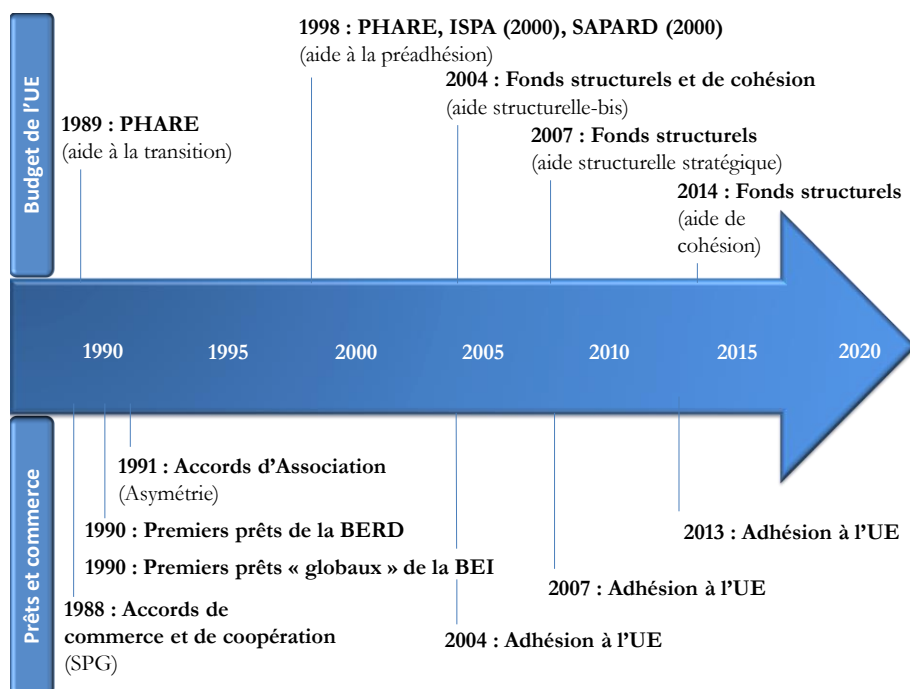 Budget de l'UE
1998 : PHARE, ISPA (2000), SAPARD (2000)
(aide à la préadhésion)
2004 : Fonds structurels et de cohésion
(aide structurelle-bis)
1989 : PHARE
(aide à la transition)
2007 : Fonds structurels
(aide structurelle stratégique)
2014 : Fonds structurels
(aide de
cohésion)
1990 1995 2000 2005 2010 2015 2020
Prêts et commerce
1991 : Accords d'Association
(Asymétrie)
1990 : Premiers prêts de la BERD
2013 : Adhésion à l'UE
1990 : Premiers prêts « globaux » de la BEI
2007 : Adhésion à l'UE
1988 : Accords de
commerce et de coopération
(SPG)
2004 : Adhésion à l'UE